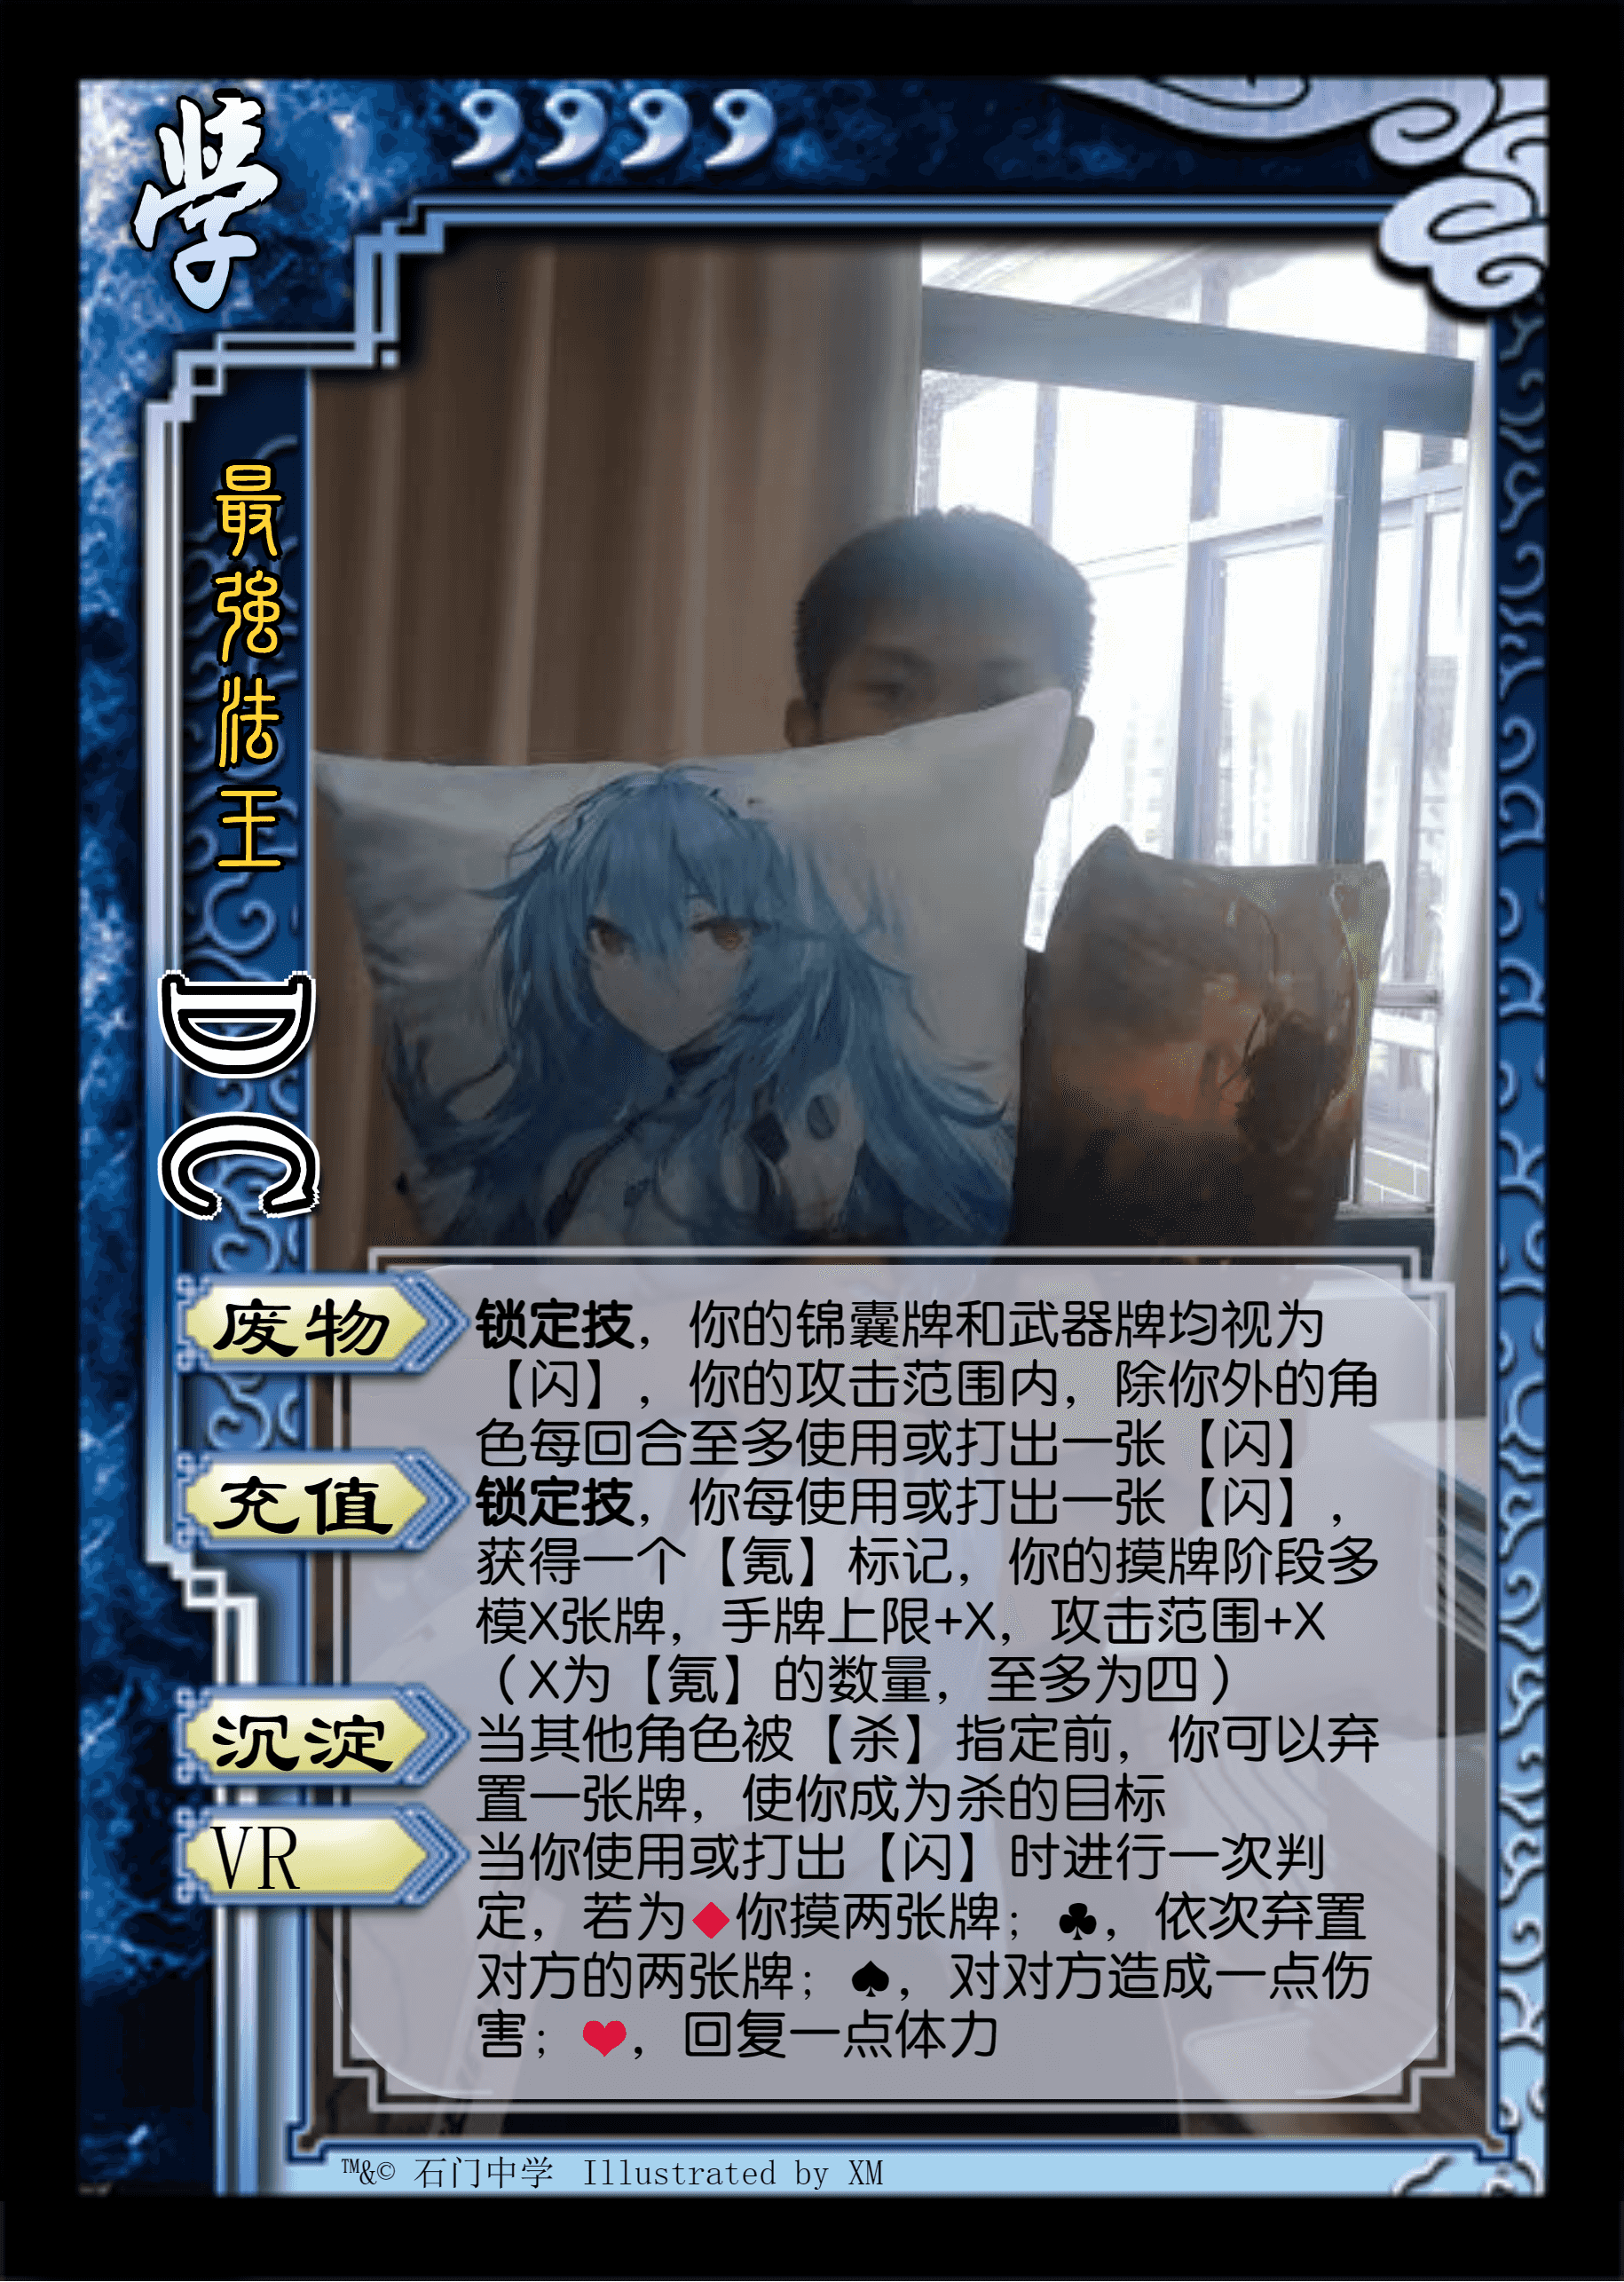 學
最强法王
DC
废物
锁定技，你的锦囊牌和武器牌均视为
【闪】，你的攻击范围内，除你外的角
色每回合至多使用或打出一张【闪】
充值
锁定技，你每使用或打出一张【闪】，
获得一个【氪】标记，你的摸牌阶段多
模X张牌，手牌上限+X，攻击范围+X
（X为【氪】的数量，至多为四）
沉淀
当其他角色被【杀】指定前，你可以弃
置一张牌，使你成为杀的目标
VR
当你使用或打出【闪】时进行一次判
定，若为♦你摸两张牌；♣，依次弃置
对方的两张牌；♠，对对方造成一点伤
害；♥，回复一点体力
™&© 石门中学 Illustrated by XM